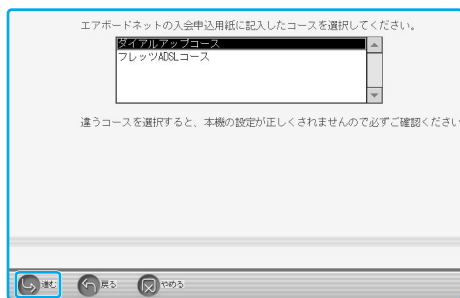 エアボードネットの入会申込用紙に記入したコースを選択してください。
ダイアルアップコース
フレッツADSLコース
違うコースを選択すると、本機の設定が正しくされませんので必ずご確認ください
進む 戻る やめる